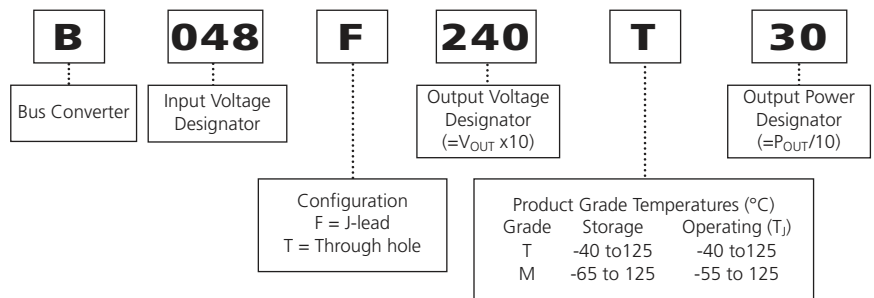 B 048 F 240 T 30
Bus Converter
Input Voltage
Designator
Output Voltage
Designator
(=VOUT x10)
Output Power
Designator
(=POUT/10)
Configuration
F = J-lead
T = Through hole
Product Grade Temperatures (°C)
Grade Storage Operating (TJ)
T -40 to125 -40 to125
M -65 to 125 -55 to 125